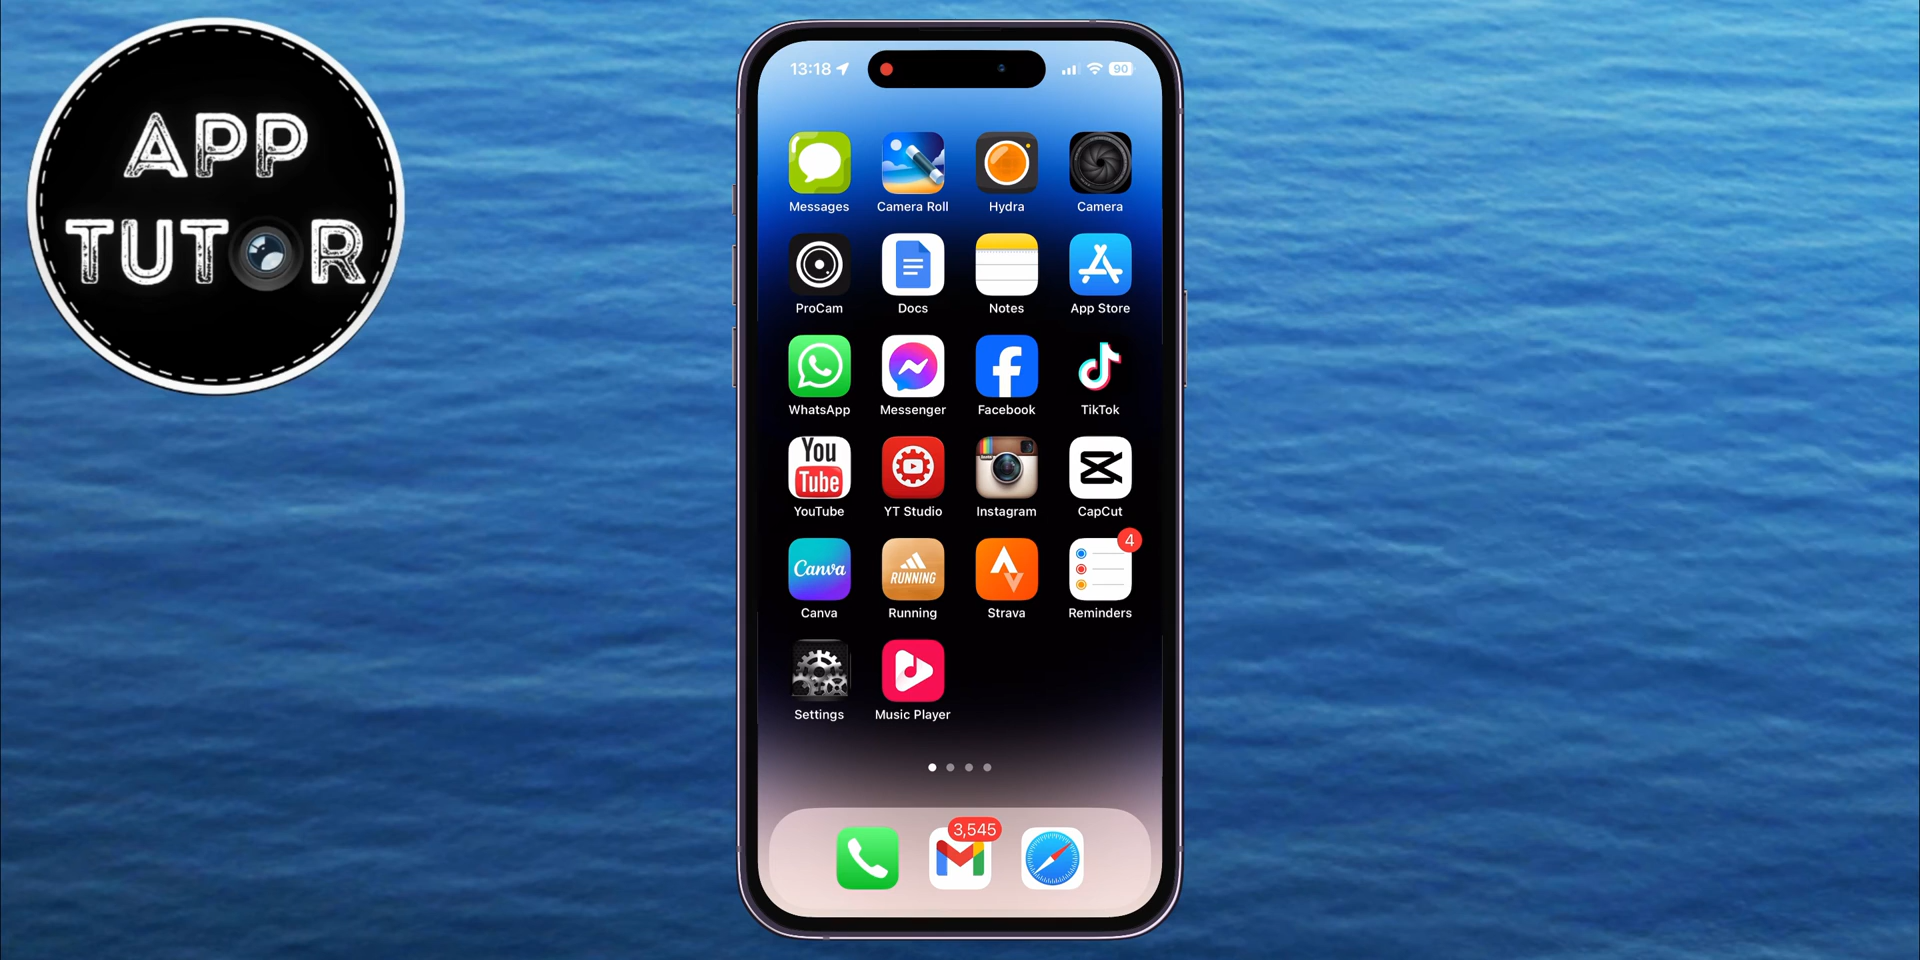 APP
TUTOR
13:18
90
Messages
Camera Roll
Hydra
Camera
ProCam
Docs
Notes
App Store
WhatsApp
Messenger
Facebook
TikTok
You
Tube
YouTube
YT Studio
Instagram
CapCut
Canva
RUNNING
4
Canva
Running
Strava
Reminders
Settings
Music Player
3,545